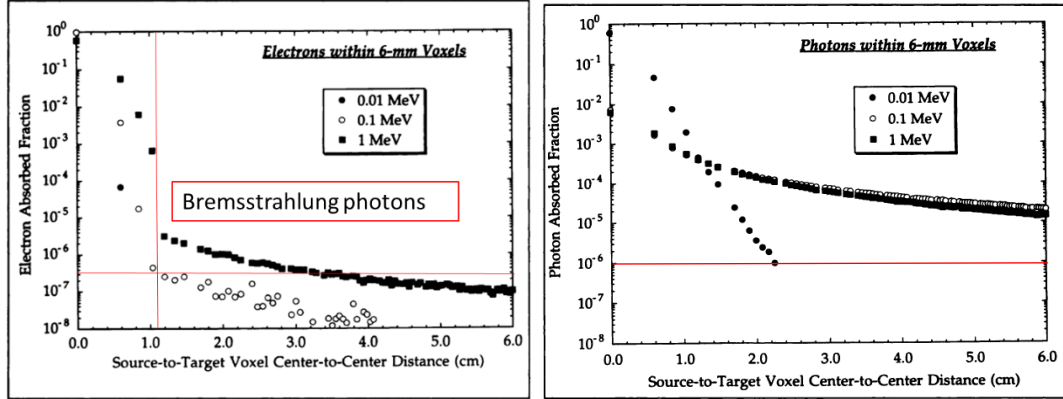 Electrons within 6-mm Voxels
0.01 MeV
0.1 MeV
1 MeV
Bremsstrahlung photons
Electron Absorbed Fraction
10^0
10^-1
10^-2
10^-3
10^-4
10^-5
10^-6
10^-7
10^-8
0.0 1.0 2.0 3.0 4.0 5.0 6.0
Source-to-Target Voxel Center-to-Center Distance (cm)
Photons within 6-mm Voxels
0.01 MeV
0.1 MeV
1 MeV
Photon Absorbed Fraction
10^0
10^-1
10^-2
10^-3
10^-4
10^-5
10^-6
10^-7
10^-8
0.0 1.0 2.0 3.0 4.0 5.0 6.0
Source-to-Target Voxel Center-to-Center Distance (cm)